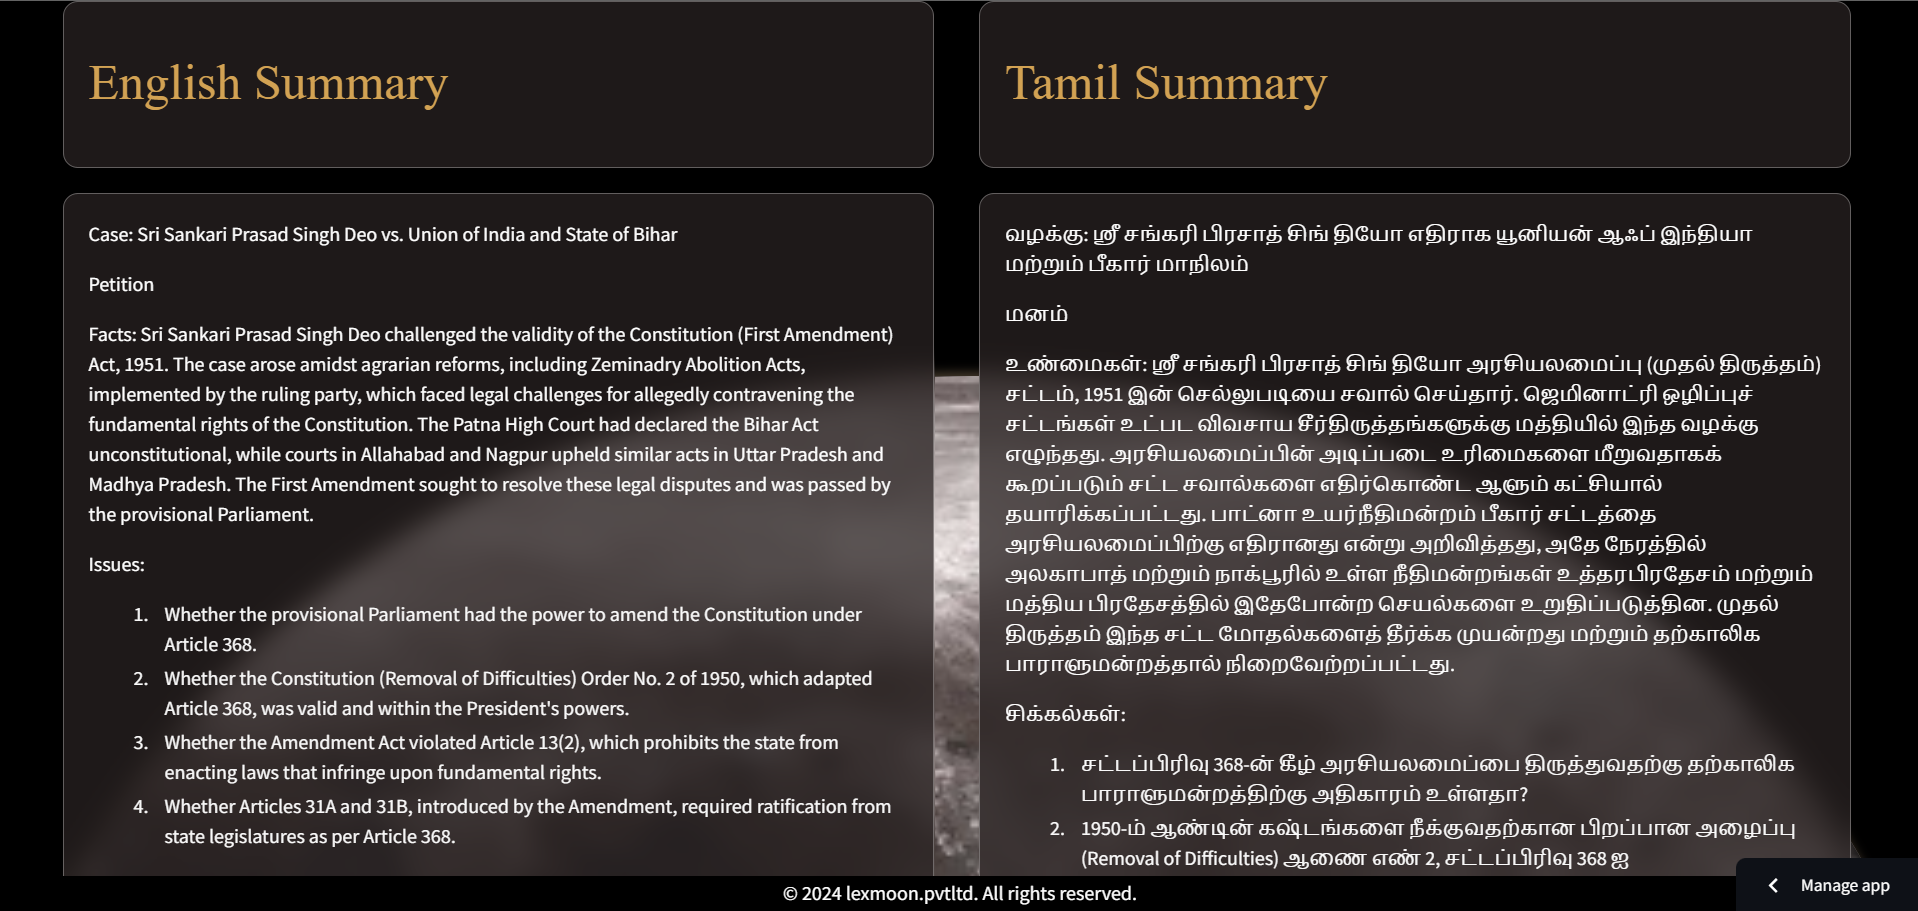 English Summary
Case: Sri Sankari Prasad Singh Deo vs. Union of India and State of Bihar
Petition
Facts: Sri Sankari Prasad Singh Deo challenged the validity of the Constitution (First Amendment)
Act, 1951. The case arose amidst agrarian reforms, including Zeminadry Abolition Acts,
implemented by the ruling party, which faced legal challenges for allegedly contravening the
fundamental rights of the Constitution. The Patna High Court had declared the Bihar Act
unconstitutional, while courts in Allahabad and Nagpur upheld similar acts in Uttar Pradesh and
Madhya Pradesh. The First Amendment sought to resolve these legal disputes and was passed by
the provisional Parliament.
Issues:
1. Whether the provisional Parliament had the power to amend the Constitution under
Article 368.
2. Whether the Constitution (Removal of Difficulties) Order No. 2 of 1950, which adapted
Article 368, was valid and within the President's powers.
3. Whether the Amendment Act violated Article 13(2), which prohibits the state from
enacting laws that infringe upon fundamental rights.
4. Whether Articles 31A and 31B, introduced by the Amendment, required ratification from
state legislatures as per Article 368.
Tamil Summary
வழக்கு: ஸ்ரீ சங்கரி பிரசாத் சிங் தியோ எதிராக யூனியன் ஆஃப் இந்தியா
மற்றும் பீகார் மாநிலம்
மனம்
உண்மைகள்: ஸ்ரீ சங்கரி பிரசாத் சிங் தியோ அரசியலமைப்பு (முதல் திருத்தம்)
சட்டம், 1951 இன் செல்லுபடியை சவால் செய்தார். ஜெமினாட்ரி ஒழிப்புச்
சட்டங்கள் உட்பட விவசாய சீர்திருத்தங்களுக்கு மத்தியில் இந்த வழக்கு
எழுந்தது. அரசியலமைப்பின் அடிப்படை உரிமைகளை மீறுவதாகக்
கூறப்படும் சட்ட சவால்களை எதிர்கொண்ட ஆளும் கட்சியால்
தயாரிக்கப்பட்டது. பாட்னா உயர்நீதிமன்றம் பீகார் சட்டத்தை
அரசியலமைப்பிற்கு எதிரானது என்று அறிவித்தது, அதே நேரத்தில்
அலகாபாத் மற்றும் நாக்பூரில் உள்ள நீதிமன்றங்கள் உத்தரபிரதேசம் மற்றும்
மத்திய பிரதேசத்தில் இதேபோன்ற செயல்களை உறுதிப்படுத்தின. முதல்
திருத்தம் இந்த சட்ட மோதல்களைத் தீர்க்க முயன்றது மற்றும் தற்காலிக
பாராளுமன்றத்தால் நிறைவேற்றப்பட்டது.
சிக்கல்கள்:
1. சட்டப்பிரிவு 368-ன் கீழ் அரசியலமைப்பை திருத்துவதற்கு தற்காலிக
பாராளுமன்றத்திற்கு அதிகாரம் உள்ளதா?
2. 1950-ம் ஆண்டின் கஷ்டங்களை நீக்குவதற்கான பிறப்பான அழைப்பு
(Removal of Difficulties) ஆணை எண் 2, சட்டப்பிரிவு 368 ஐ
© 2024 lexmoon.pvtltd. All rights reserved.
Manage app